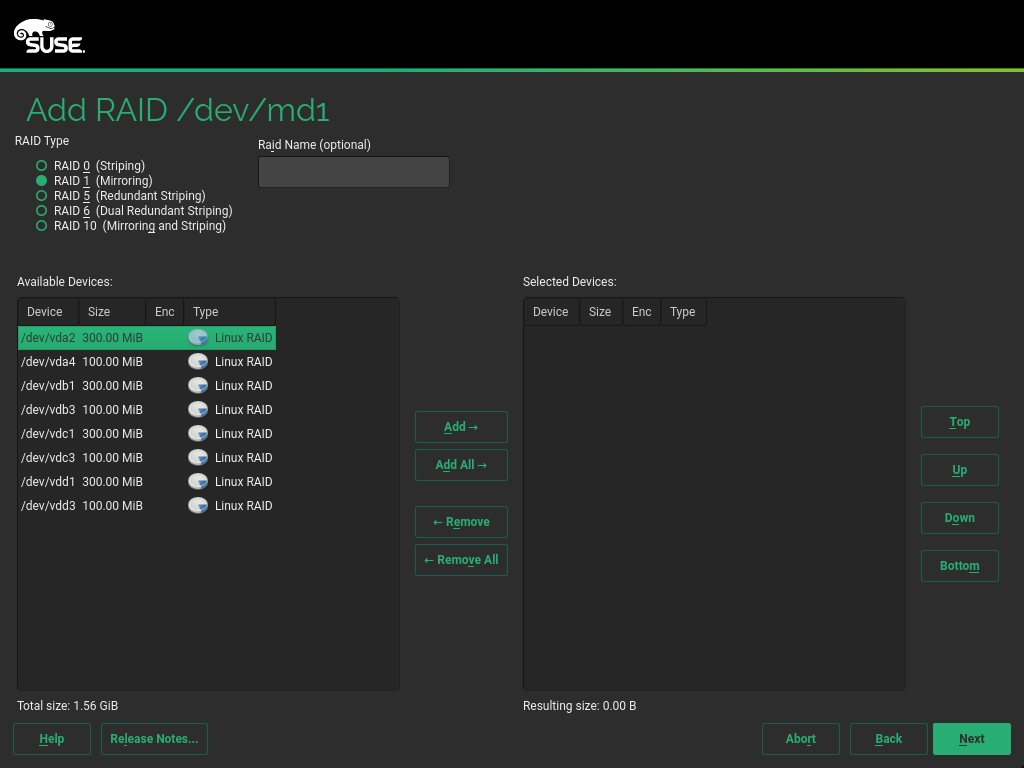 SUSE.
Add RAID /dev/md1
RAID Type
Raid Name (optional)
RAID 0 (Striping)
RAID 1 (Mirroring)
RAID 5 (Redundant Striping)
RAID 6 (Dual Redundant Striping)
RAID 10 (Mirroring and Striping)
Available Devices:
Device Size Enc Type
/dev/vda2 300.00 MiB Linux RAID
/dev/vda4 100.00 MiB Linux RAID
/dev/vdb1 300.00 MiB Linux RAID
/dev/vdb3 100.00 MiB Linux RAID
/dev/vdc1 300.00 MiB Linux RAID
/dev/vdc3 100.00 MiB Linux RAID
/dev/vdd1 300.00 MiB Linux RAID
/dev/vdd3 100.00 MiB Linux RAID
Total size: 1.56 GiB
Add →
Add All →
← Remove
← Remove All
Selected Devices:
Device Size Enc Type
Resulting size: 0.00 B
Top
Up
Down
Bottom
Help Release Notes... Abort Back Next